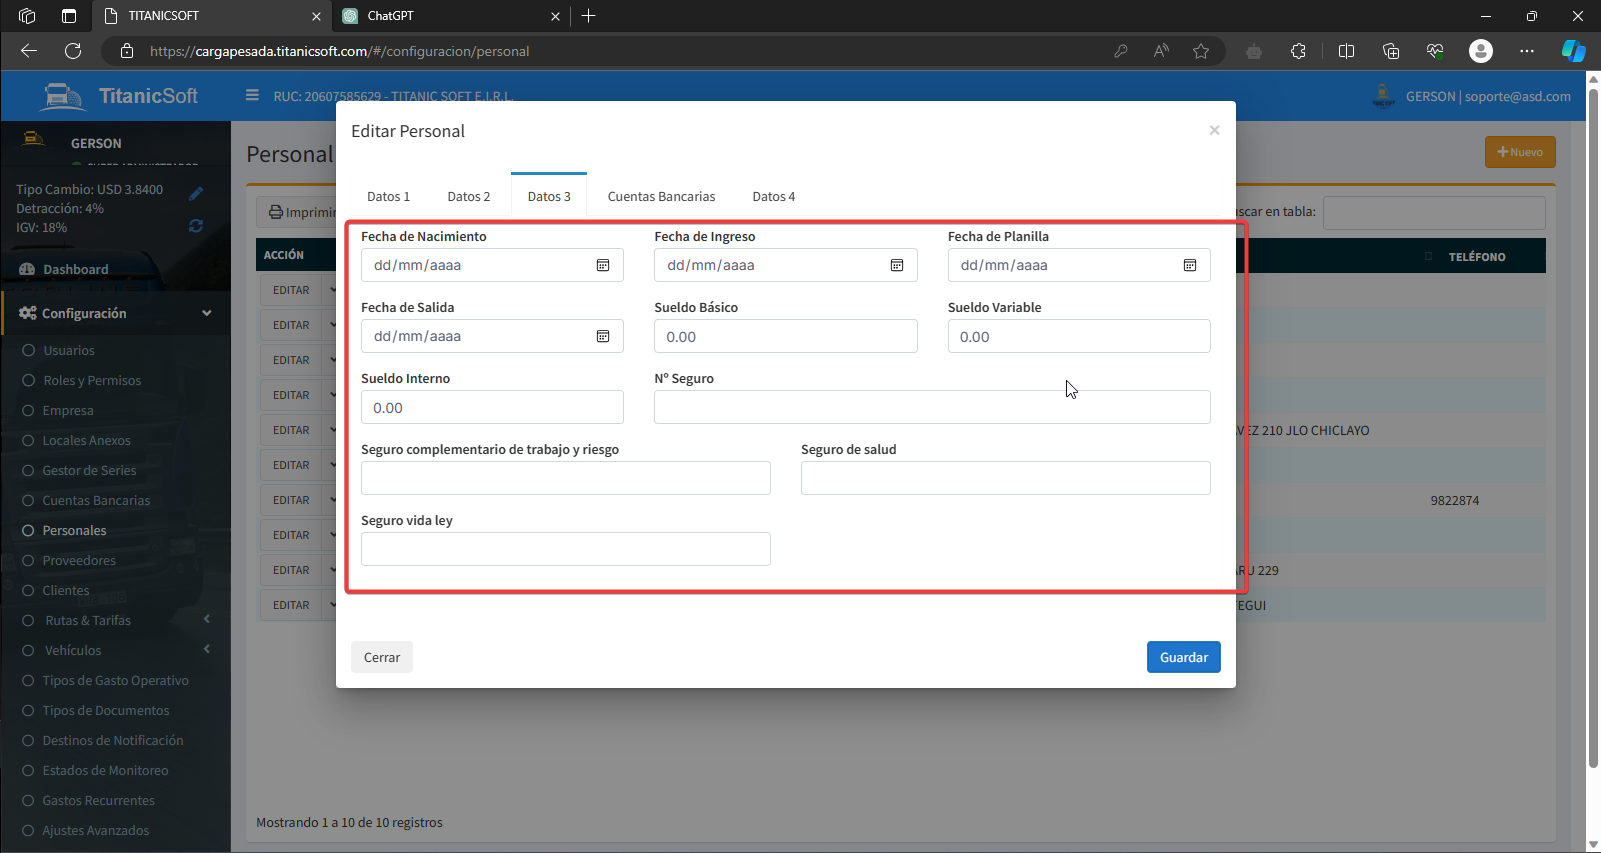 TITANICSOFT
ChatGPT
https://cargapesada.titanicsoft.com/#/configuracion/personal
TitanicSoft
RUC: 20607585629 - TITANIC SOFT E.I.R.L.
GERSON | soporte@asd.com
GERSON
Tipo Cambio: USD 3.8400
Detracción: 4%
IGV: 18%
Dashboard
Configuración
Usuarios
Roles y Permisos
Empresa
Locales Anexos
Gestor de Series
Cuentas Bancarias
Personales
Proveedores
Clientes
Rutas & Tarifas
Vehículos
Tipos de Gasto Operativo
Tipos de Documentos
Destinos de Notificación
Estados de Monitoreo
Gastos Recurrentes
Ajustes Avanzados
Personal
Nuevo
Imprimir
scar en tabla:
ACCIÓN
TELÉFONO
EDITAR
EDITAR
EDITAR
EDITAR
EDITAR
VEZ 210 JLO CHICLAYO
EDITAR
EDITAR
9822874
EDITAR
EDITAR
ARU 229
EDITAR
TEGUI
Mostrando 1 a 10 de 10 registros
Editar Personal
×
Datos 1
Datos 2
Datos 3
Cuentas Bancarias
Datos 4
Fecha de Nacimiento
Fecha de Ingreso
Fecha de Planilla
dd/mm/aaaa
dd/mm/aaaa
dd/mm/aaaa
Fecha de Salida
Sueldo Básico
Sueldo Variable
dd/mm/aaaa
0.00
0.00
Sueldo Interno
Nº Seguro
0.00
Seguro complementario de trabajo y riesgo
Seguro de salud
Seguro vida ley
Cerrar
Guardar